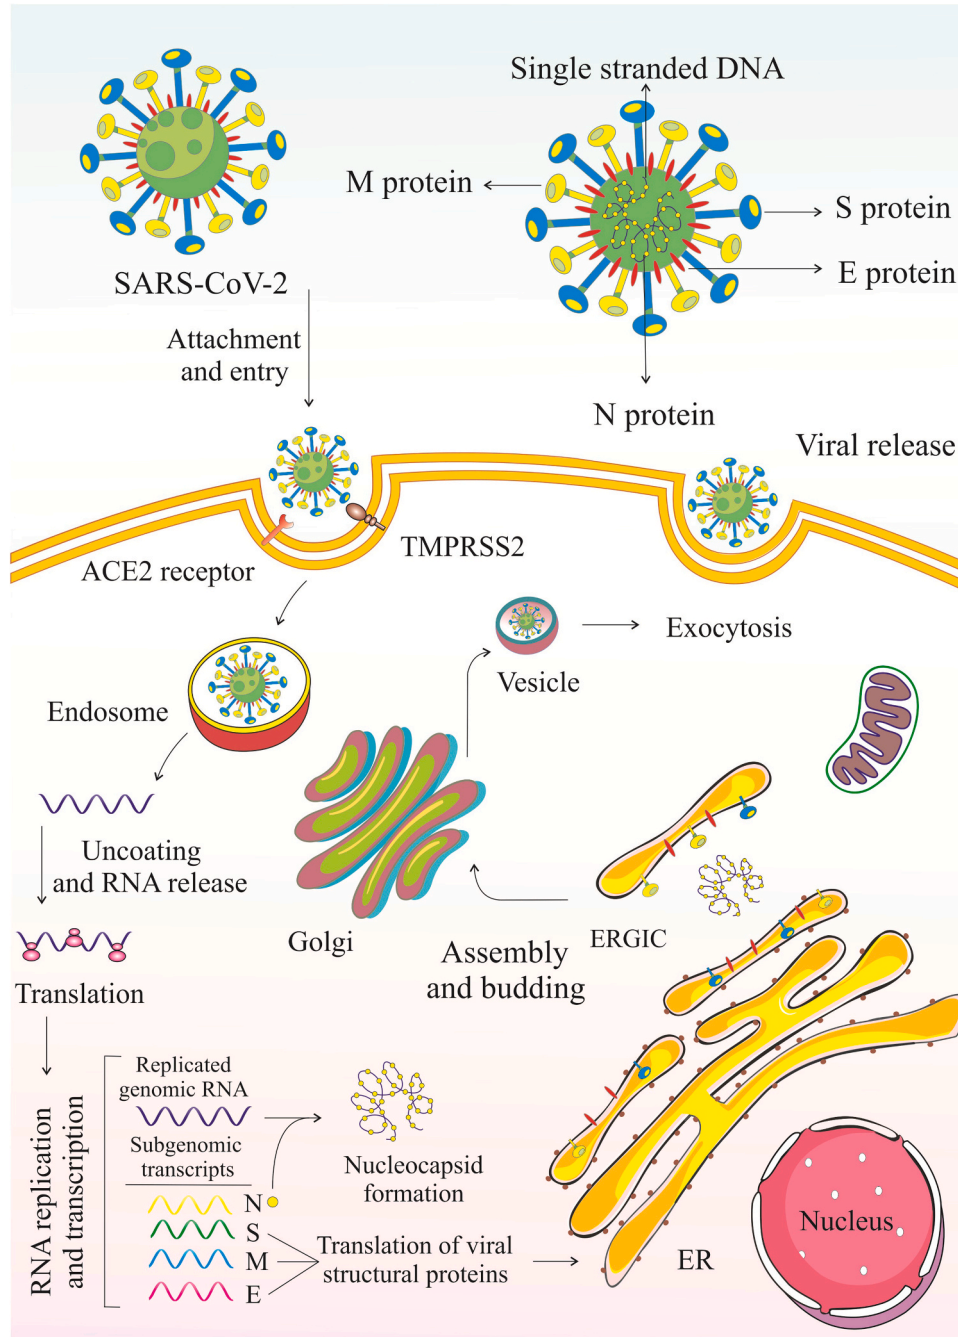 Single stranded DNA
M protein
S protein
E protein
SARS-CoV-2
Attachment
and entry
N protein
Viral release
ACE2 receptor
TMPRSS2
Vesicle
Exocytosis
Endosome
Uncoating
and RNA release
Golgi
Assembly
and budding
ERGIC
Translation
RNA replication
and transcription
Replicated
genomic RNA
Subgenomic
transcripts
N
S
M
E
Nucleocapsid
formation
Translation of viral
structural proteins
ER
Nucleus